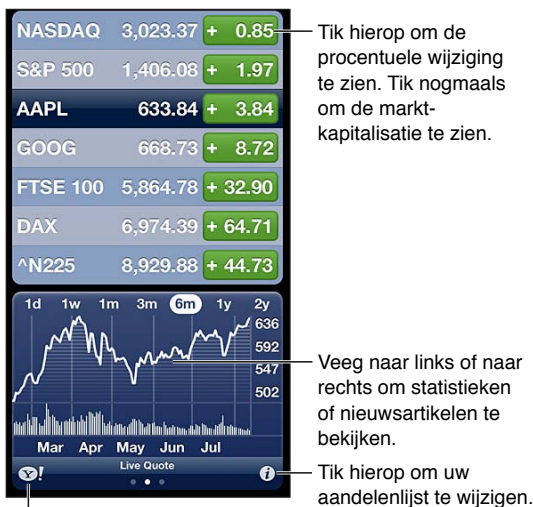 NASDAQ 3,023.37 + 0.85
S&P 500 1,406.08 + 1.97
AAPL 633.84 + 3.84
GOOG 668.73 + 8.72
FTSE 100 5,864.78 + 32.90
DAX 6,974.39 + 64.71
^N225 8,929.88 + 44.73
1d 1w 1m 3m 6m 1y 2y
636
592
547
502
Mar Apr May Jun Jul
Live Quote
Y!
i
Tik hierop om de
procentuele wijziging
te zien. Tik nogmaals
om de markt-
kapitalisatie te zien.
Veeg naar links of naar
rechts om statistieken
of nieuwsartikelen te
bekijken.
Tik hierop om uw
aandelenlijst te wijzigen.